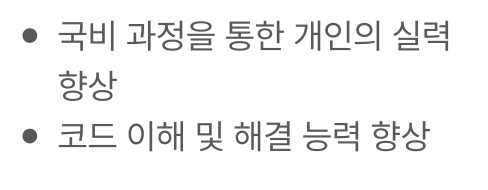 ● 국비 과정을 통한 개인의 실력
향상
● 코드 이해 및 해결 능력 향상